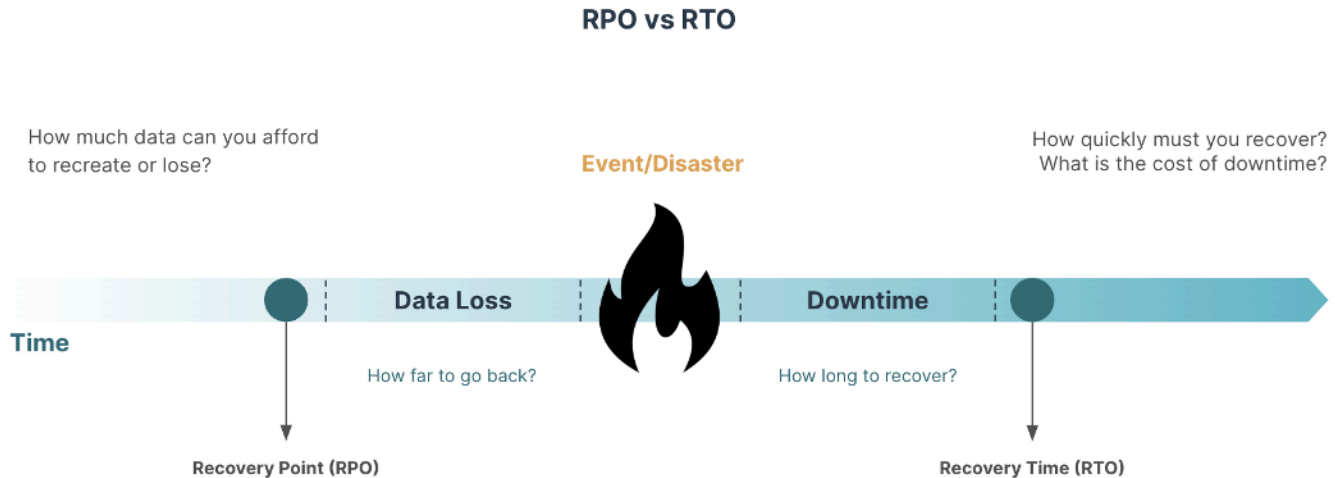 RPO vs RTO
How much data can you afford
to recreate or lose?
How quickly must you recover?
What is the cost of downtime?
Event/Disaster
Data Loss
Downtime
Time
How far to go back?
How long to recover?
Recovery Point (RPO)
Recovery Time (RTO)